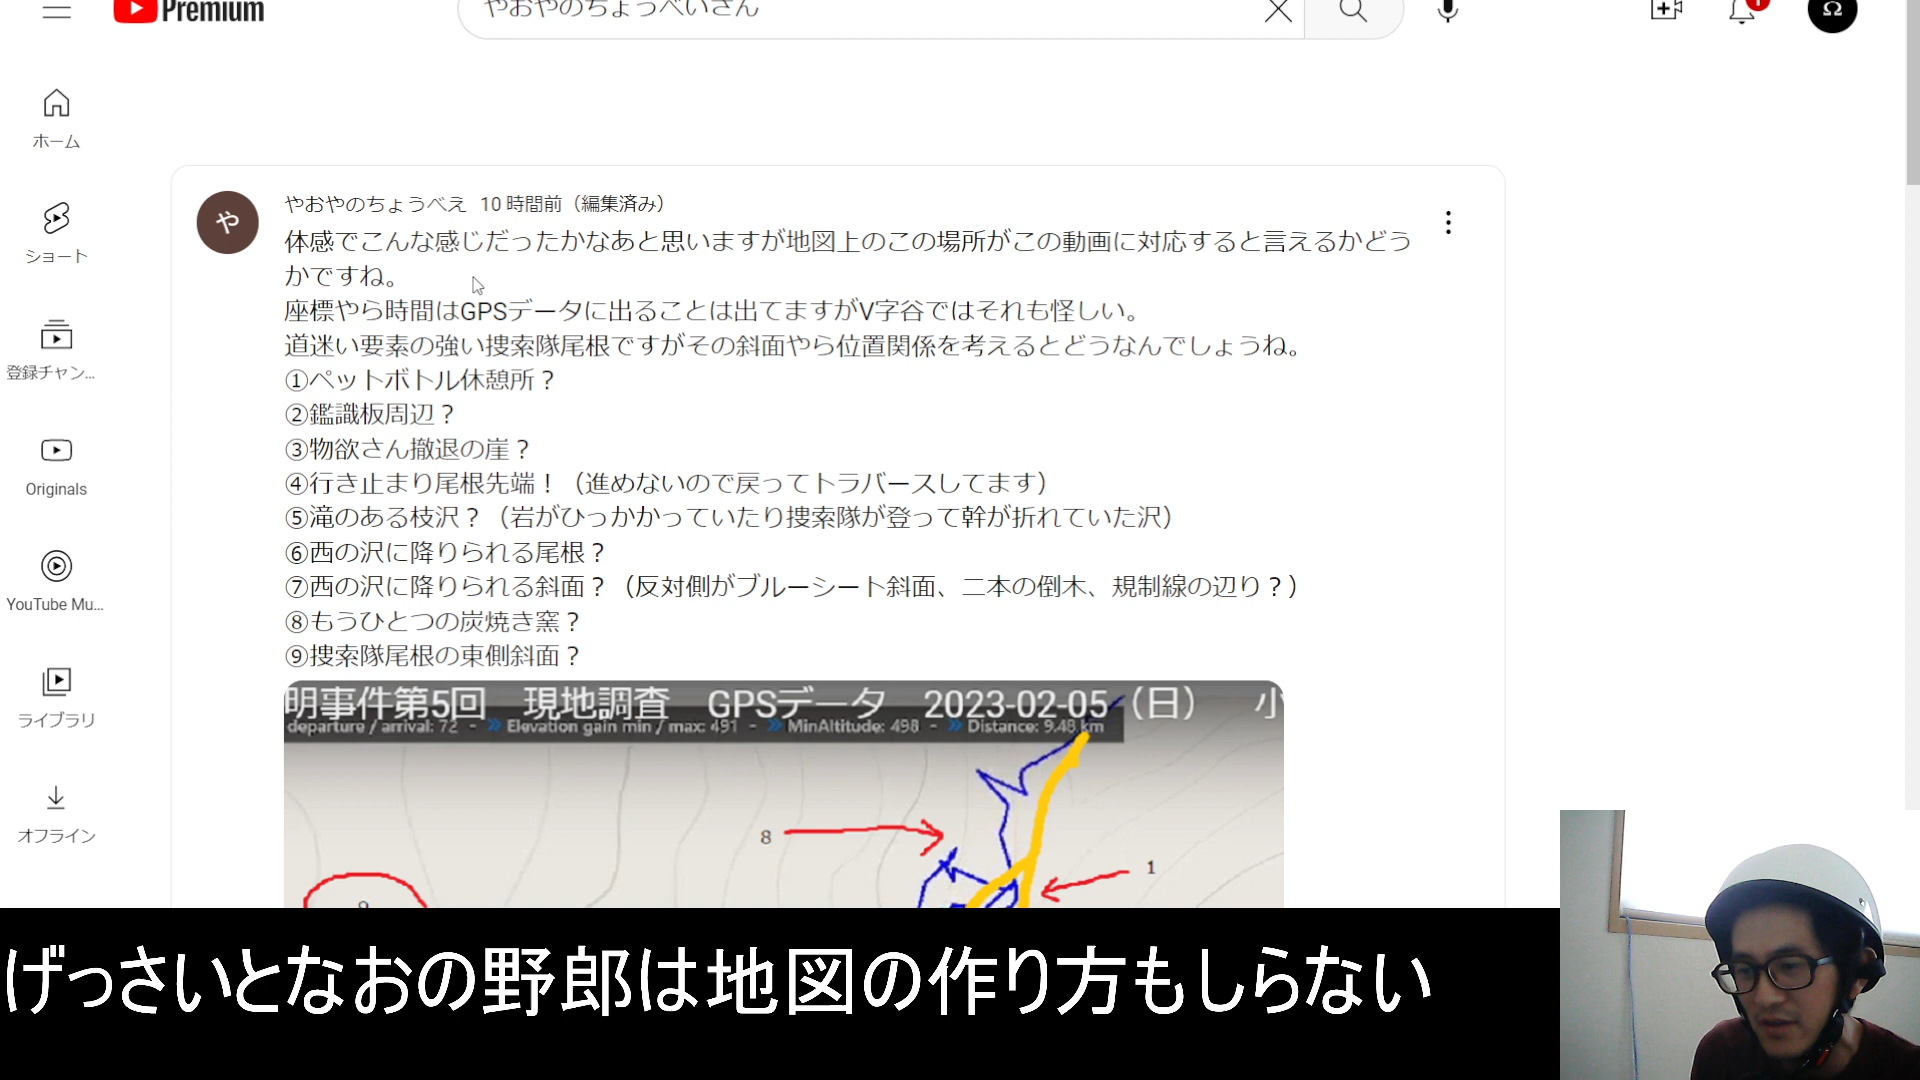 Premium
やおやのちょうべいさん
1
Ω
ホーム
ショート
登録チャン...
Originals
YouTube Mu...
ライブラリ
オフライン
や
やおやのちょうべえ 10 時間前（編集済み）
体感でこんな感じだったかなあと思いますが地図上のこの場所がこの動画に対応すると言えるかどう
かですね。
座標やら時間はGPSデータに出ることは出てますがV字谷ではそれも怪しい。
道迷い要素の強い捜索隊尾根ですがその斜面やら位置関係を考えるとどうなんでしょうね。
①ペットボトル休憩所？
②鑑識板周辺？
③物欲さん撤退の崖？
④行き止まり尾根先端！（進めないので戻ってトラバースしてます）
⑤滝のある枝沢？（岩がひっかかっていたり捜索隊が登って幹が折れていた沢）
⑥西の沢に降りられる尾根？
⑦西の沢に降りられる斜面？（反対側がブルーシート斜面、二本の倒木、規制線の辺り？）
⑧もうひとつの炭焼き窯？
⑨捜索隊尾根の東側斜面？
明事件第5回 現地調査 GPSデータ 2023-02-05（日） 小
departure / arrival: 72 - » Elevation gain min / max: 491 - » MinAltitude: 498 - » Distance: 9.48 km
8
1
げっさいとなおの野郎は地図の作り方もしらない